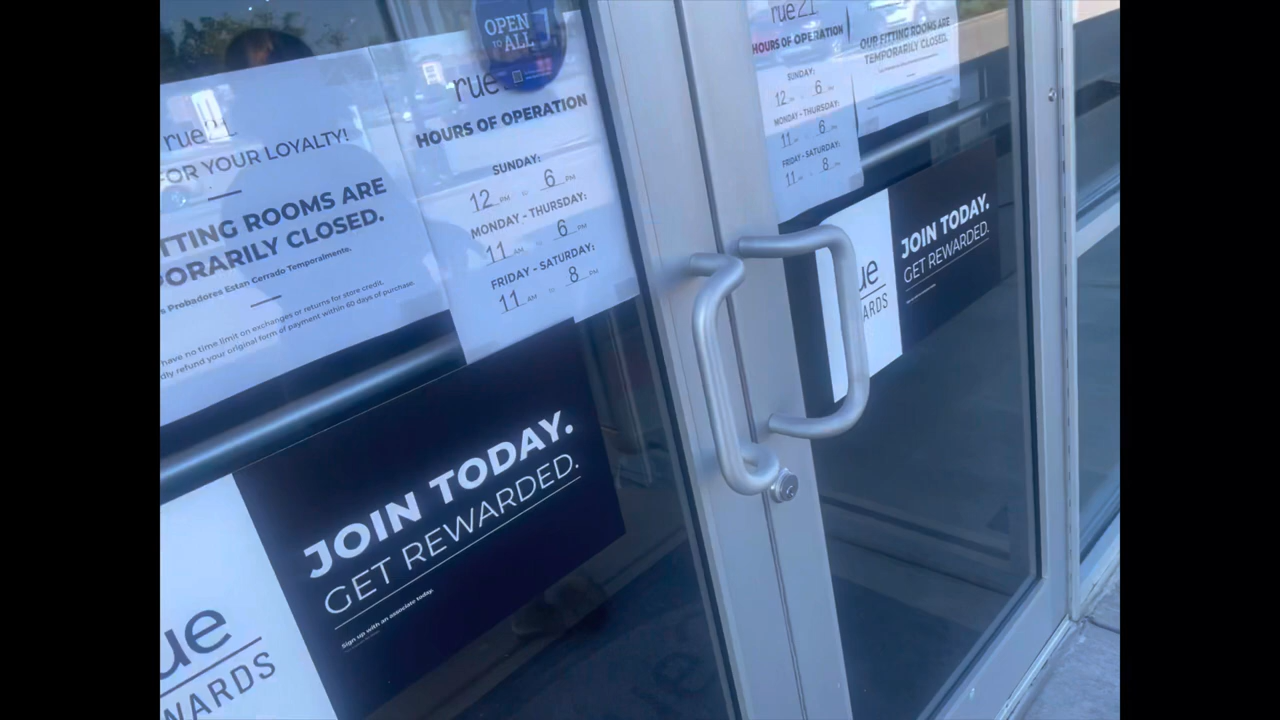 OPEN
to
ALL
rue21
FOR YOUR LOYALTY!
TTING ROOMS ARE
PORARILY CLOSED.
s Probadores Estan Cerrado Temporalmente.
have no time limit on exchanges or returns for store credit.
dly refund your original form of payment within 60 days of purchase.
rue
HOURS OF OPERATION
SUNDAY:
12 PM to 6 PM
MONDAY - THURSDAY:
11 AM to 6 PM
FRIDAY - SATURDAY:
11 AM to 8 PM
JOIN TODAY.
GET REWARDED.
Sign up with an associate today.
ue
WARDS
rue21
HOURS OF OPERATION
SUNDAY:
12 6
MONDAY - THURSDAY:
11 6
FRIDAY - SATURDAY:
11 8
OUR FITTING ROOMS ARE
TEMPORARILY CLOSED.
JOIN TODAY.
GET REWARDED.
ue
ARDS